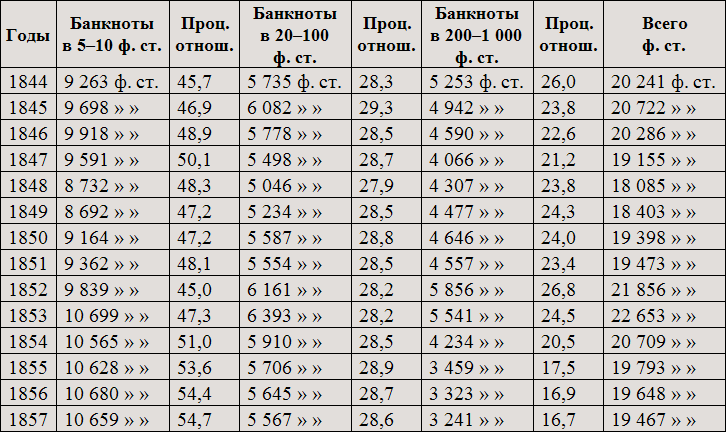 Годы Банкноты в 5–10 ф. ст. Проц. отнош. Банкноты в 20–100 ф. ст. Проц. отнош. Банкноты в 200–1 000 ф. ст. Проц. отнош. Всего ф. ст.
1844 9 263 ф. ст. 45,7 5 735 ф. ст. 28,3 5 253 ф. ст. 26,0 20 241 ф. ст.
1845 9 698 » » 46,9 6 082 » » 29,3 4 942 » » 23,8 20 722 » »
1846 9 918 » » 48,9 5 778 » » 28,5 4 590 » » 22,6 20 286 » »
1847 9 591 » » 50,1 5 498 » » 28,7 4 066 » » 21,2 19 155 » »
1848 8 732 » » 48,3 5 046 » » 27,9 4 307 » » 23,8 18 085 » »
1849 8 692 » » 47,2 5 234 » » 28,5 4 477 » » 24,3 18 403 » »
1850 9 164 » » 47,2 5 587 » » 28,8 4 646 » » 24,0 19 398 » »
1851 9 362 » » 48,1 5 554 » » 28,5 4 557 » » 23,4 19 473 » »
1852 9 839 » » 45,0 6 161 » » 28,2 5 856 » » 26,8 21 856 » »
1853 10 699 » » 47,3 6 393 » » 28,2 5 541 » » 24,5 22 653 » »
1854 10 565 » » 51,0 5 910 » » 28,5 4 234 » » 20,5 20 709 » »
1855 10 628 » » 53,6 5 706 » » 28,9 3 459 » » 17,5 19 793 » »
1856 10 680 » » 54,4 5 645 » » 28,7 3 323 » » 16,9 19 648 » »
1857 10 659 » » 54,7 5 567 » » 28,6 3 241 » » 16,7 19 467 » »